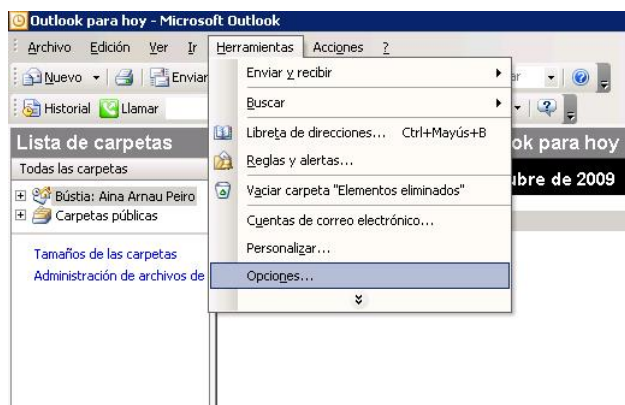 Outlook para hoy - Microsoft Outlook
Archivo Edición Ver Ir Herramientas Acciones ?
Nuevo Enviar
Historial Llamar
Enviar y recibir
Buscar
Libreta de direcciones... Ctrl+Mayús+B
Reglas y alertas...
Vaciar carpeta "Elementos eliminados"
Cuentas de correo electrónico...
Personalizar...
Opciones...
Lista de carpetas
ok para hoy
Todas las carpetas
ubre de 2009
Bústia: Aina Arnau Peiro
Carpetas públicas
Tamaños de las carpetas
Administración de archivos de